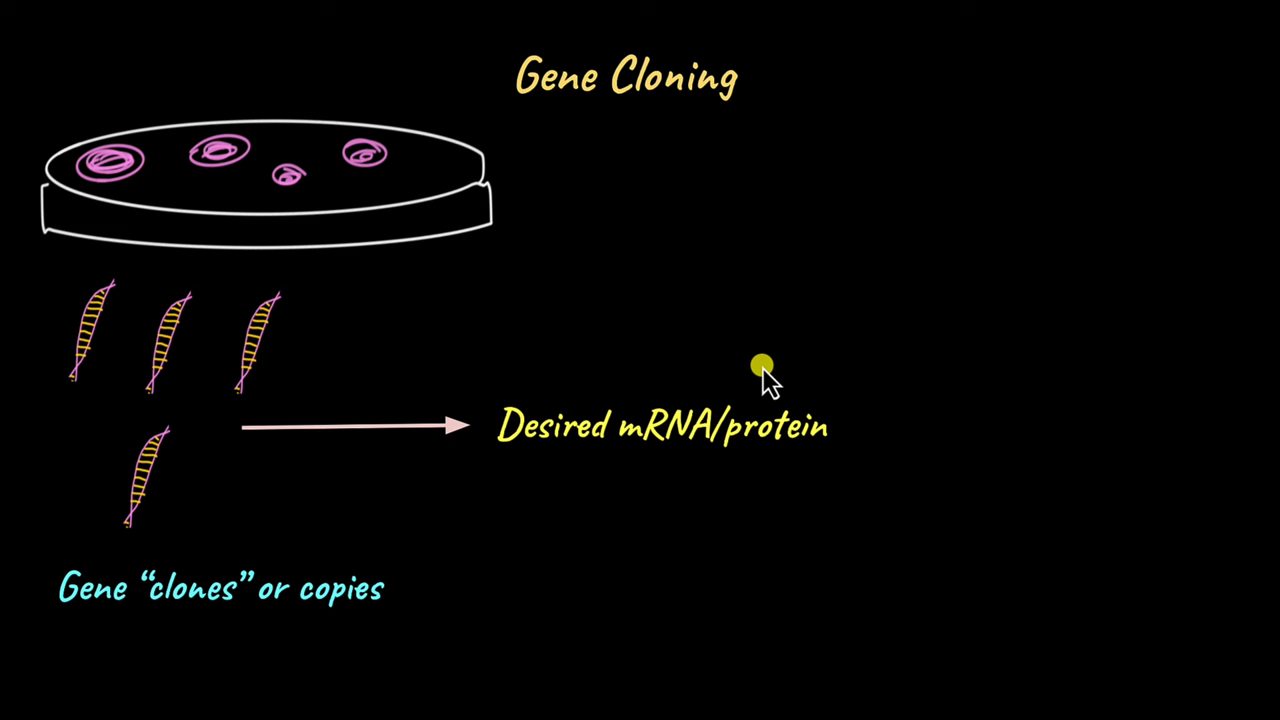 Gene Cloning
Desired mRNA/protein
Gene “clones” or copies